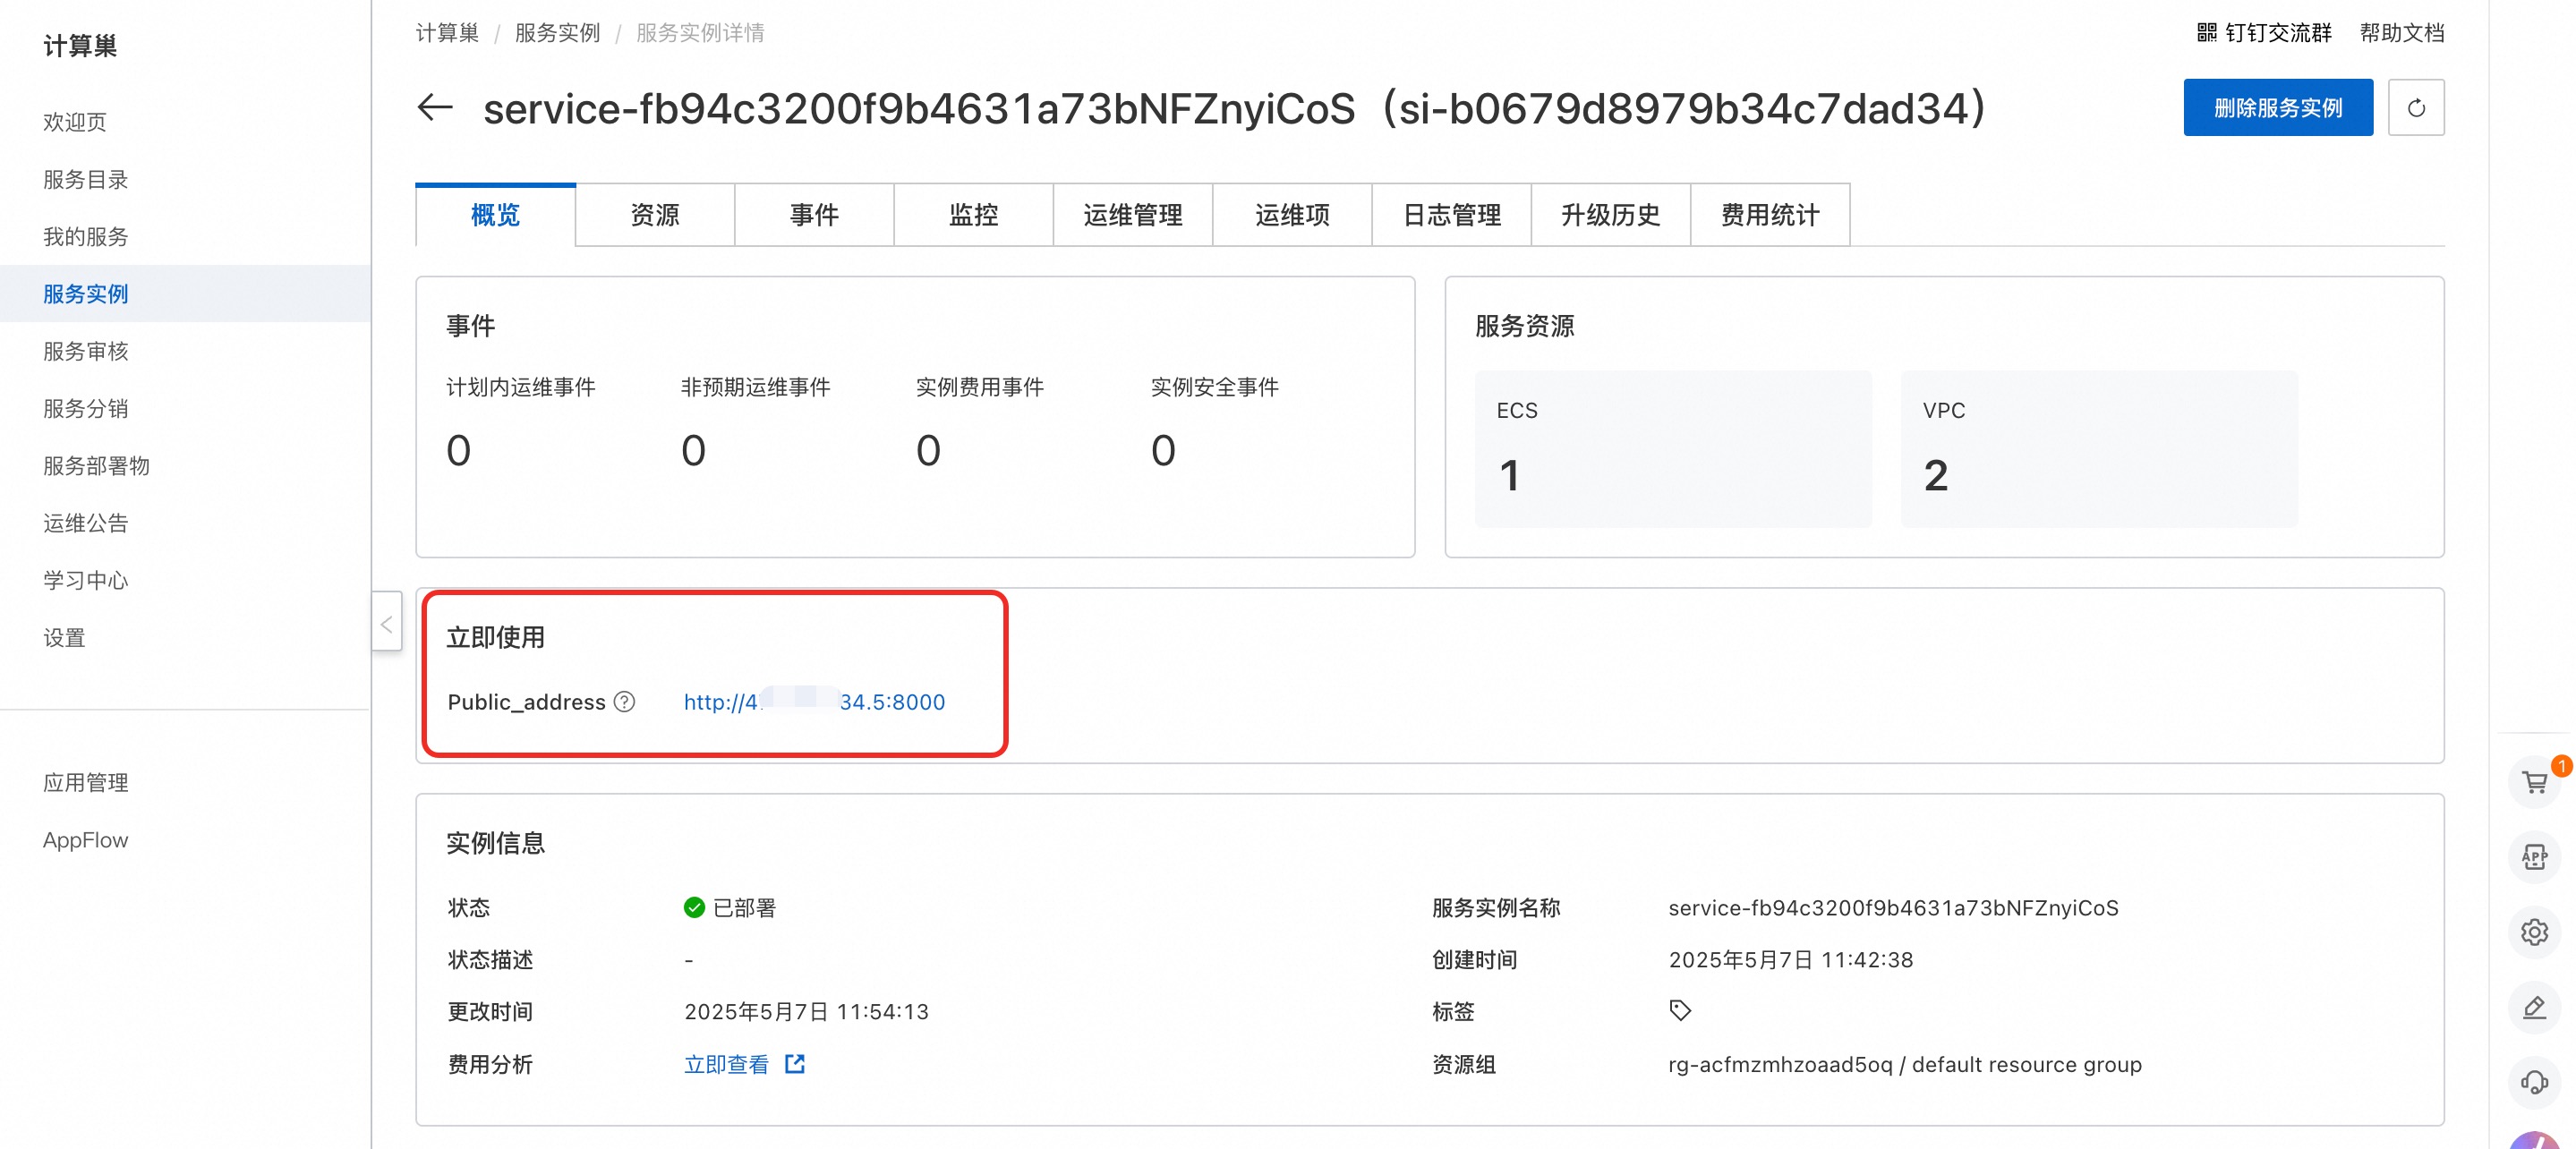 计算巢
欢迎页
服务目录
我的服务
服务实例
服务审核
服务分销
服务部署物
运维公告
学习中心
设置
应用管理
AppFlow
计算巢 / 服务实例 / 服务实例详情
钉钉交流群 帮助文档
service-fb94c3200f9b4631a73bNFZnyiCoS（si-b0679d8979b34c7dad34）
删除服务实例
概览 资源 事件 监控 运维管理 运维项 日志管理 升级历史 费用统计
事件
计划内运维事件 非预期运维事件 实例费用事件 实例安全事件
0 0 0 0
服务资源
ECS VPC
1 2
立即使用
Public_address ? http://4 34.5:8000
实例信息
状态 已部署
服务实例名称 service-fb94c3200f9b4631a73bNFZnyiCoS
状态描述 -
创建时间 2025年5月7日 11:42:38
更改时间 2025年5月7日 11:54:13
标签
费用分析 立即查看
资源组 rg-acfmzmhzoaad5oq / default resource group
1
APP